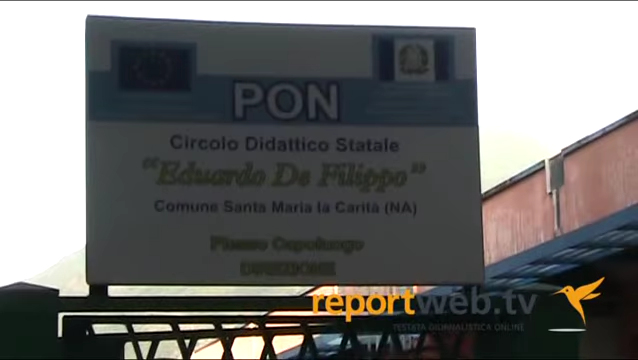 PON
Circolo Didattico Statale
“Eduardo De Filippo”
Comune Santa Maria la Carità (NA)
Plesso Capoluogo
DIREZIONE
reportweb.tv
TESTATA GIORNALISTICA ONLINE